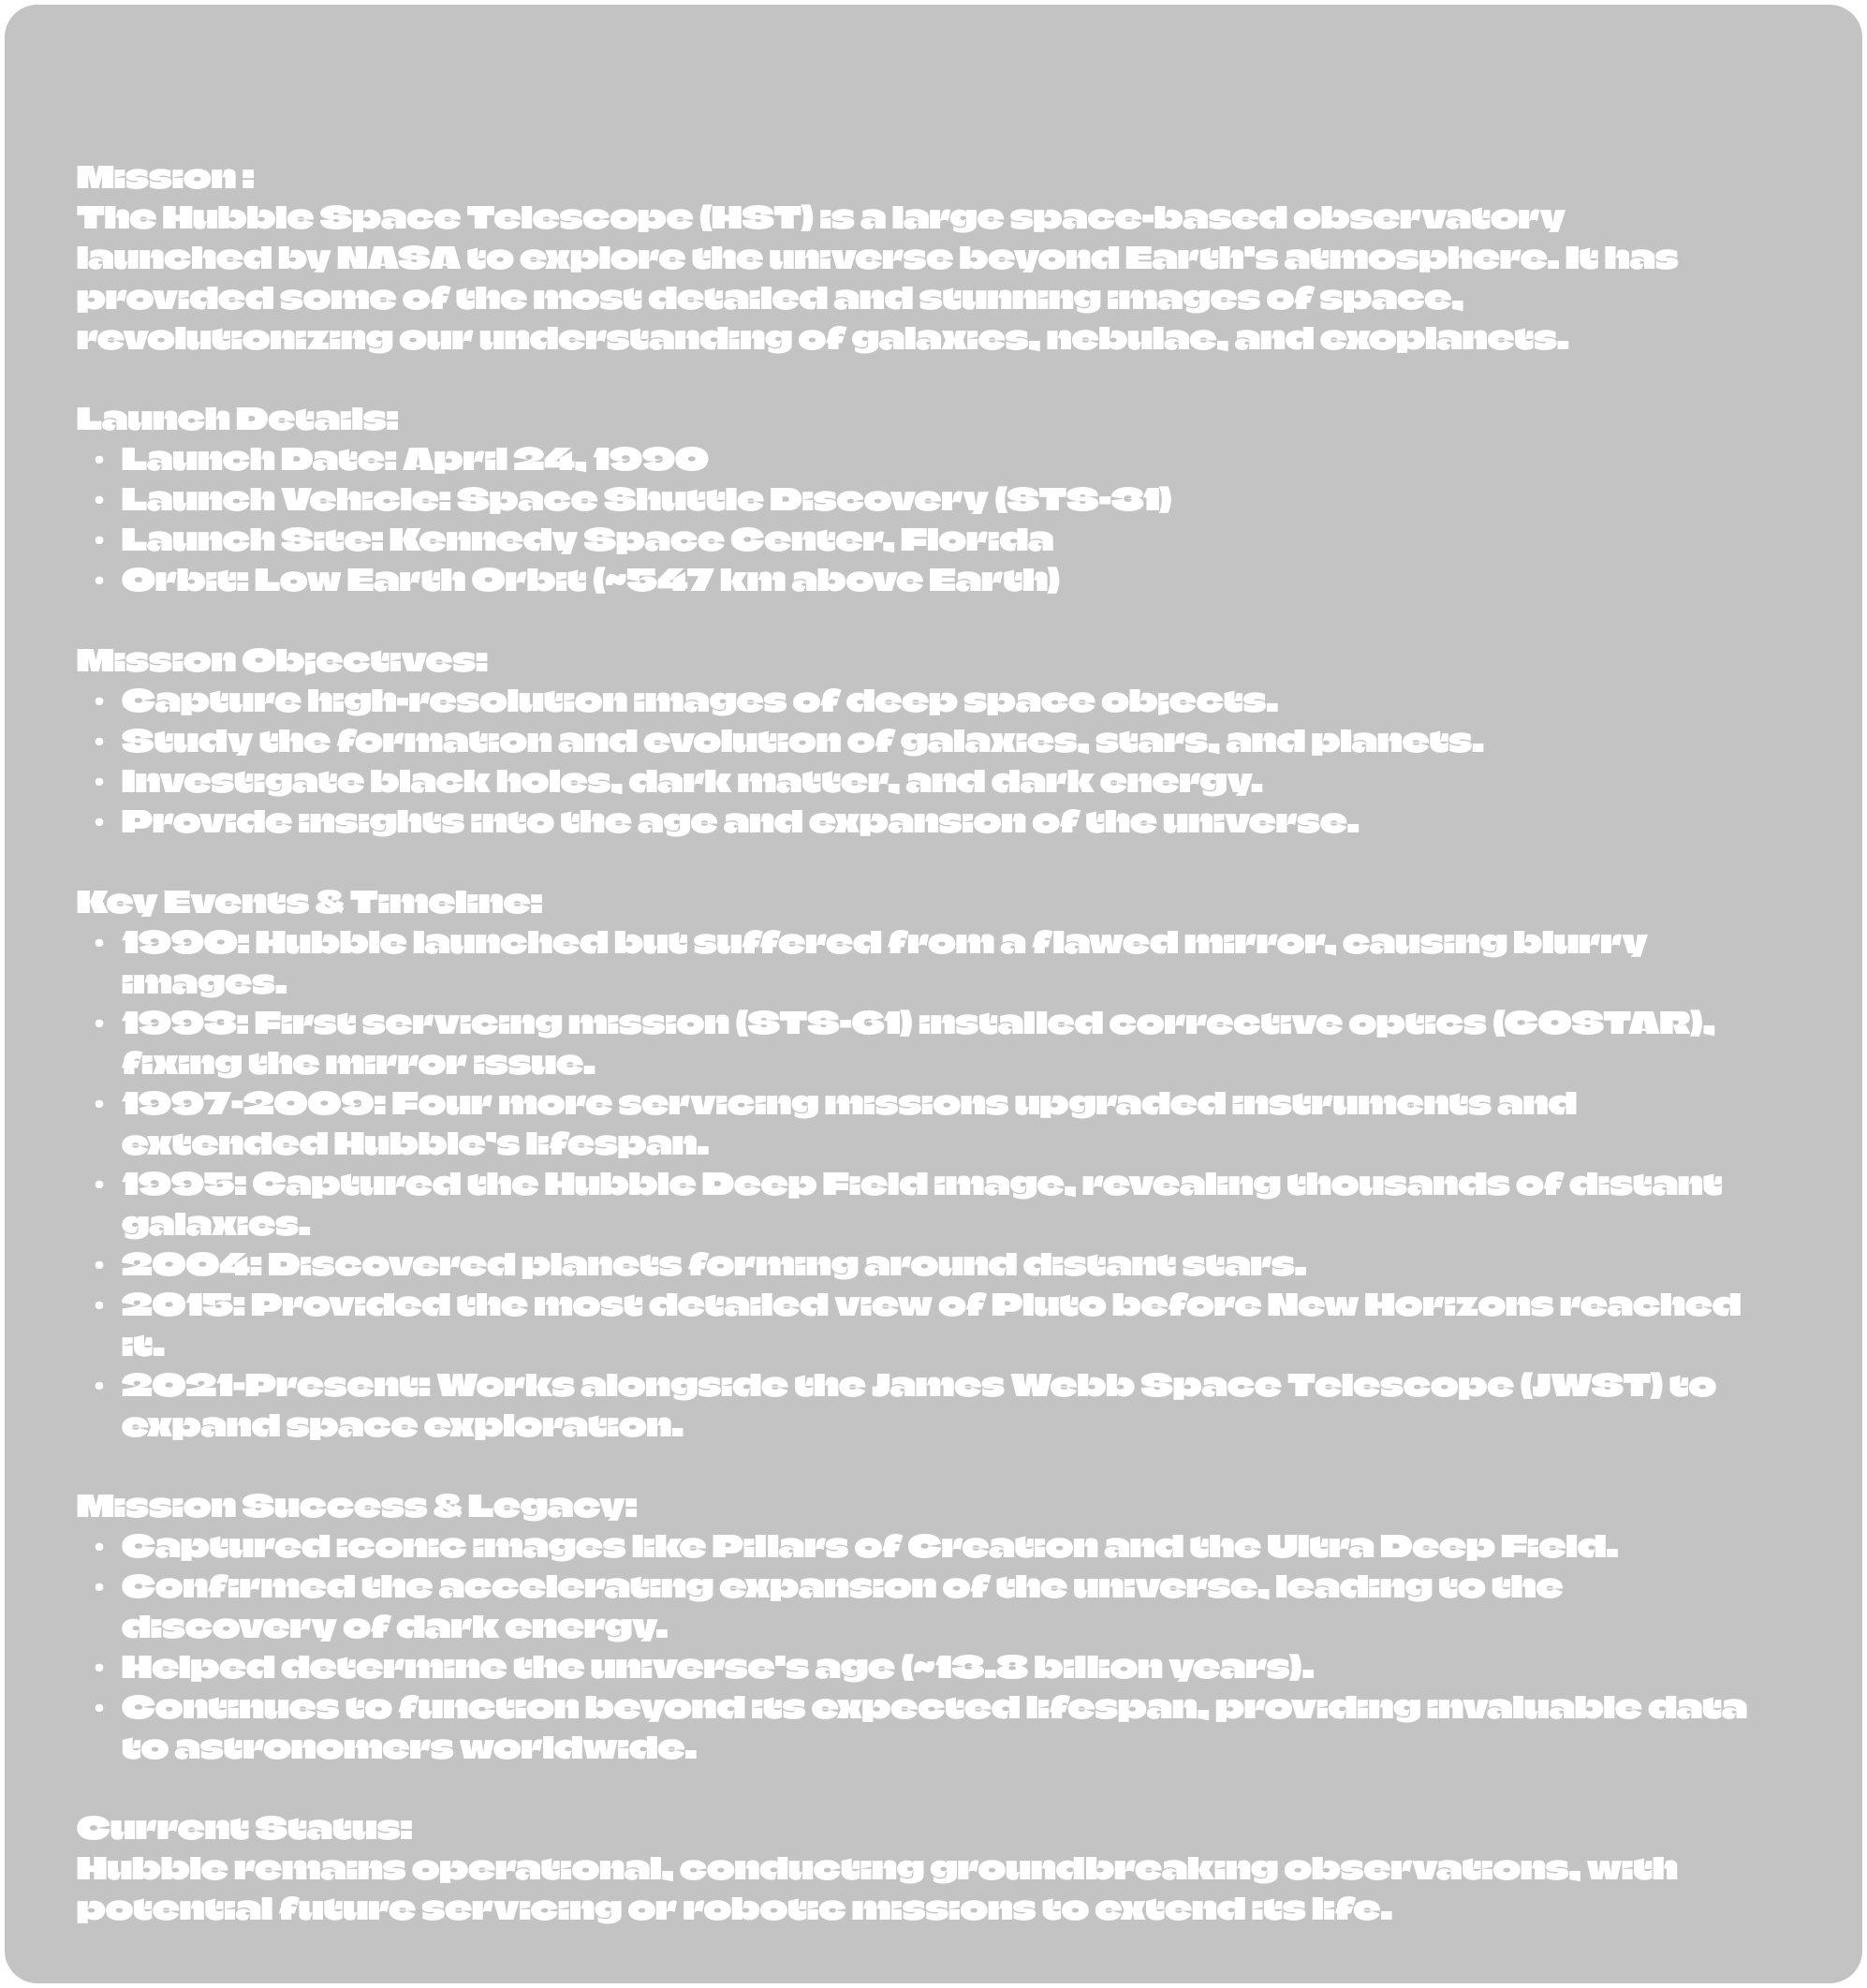 Mission :
The Hubble Space Telescope (HST) is a large space-based observatory
launched by NASA to explore the universe beyond Earth's atmosphere. It has
provided some of the most detailed and stunning images of space,
revolutionizing our understanding of galaxies, nebulae, and exoplanets.
Launch Details:
• Launch Date: April 24, 1990
• Launch Vehicle: Space Shuttle Discovery (STS-31)
• Launch Site: Kennedy Space Center, Florida
• Orbit: Low Earth Orbit (~547 km above Earth)
Mission Objectives:
• Capture high-resolution images of deep space objects.
• Study the formation and evolution of galaxies, stars, and planets.
• Investigate black holes, dark matter, and dark energy.
• Provide insights into the age and expansion of the universe.
Key Events & Timeline:
• 1990: Hubble launched but suffered from a flawed mirror, causing blurry
images.
• 1993: First servicing mission (STS-61) installed corrective optics (COSTAR),
fixing the mirror issue.
• 1997-2009: Four more servicing missions upgraded instruments and
extended Hubble's lifespan.
• 1995: Captured the Hubble Deep Field image, revealing thousands of distant
galaxies.
• 2004: Discovered planets forming around distant stars.
• 2015: Provided the most detailed view of Pluto before New Horizons reached
it.
• 2021-Present: Works alongside the James Webb Space Telescope (JWST) to
expand space exploration.
Mission Success & Legacy:
• Captured iconic images like Pillars of Creation and the Ultra Deep Field.
• Confirmed the accelerating expansion of the universe, leading to the
discovery of dark energy.
• Helped determine the universe's age (~13.8 billion years).
• Continues to function beyond its expected lifespan, providing invaluable data
to astronomers worldwide.
Current Status:
Hubble remains operational, conducting groundbreaking observations, with
potential future servicing or robotic missions to extend its life.